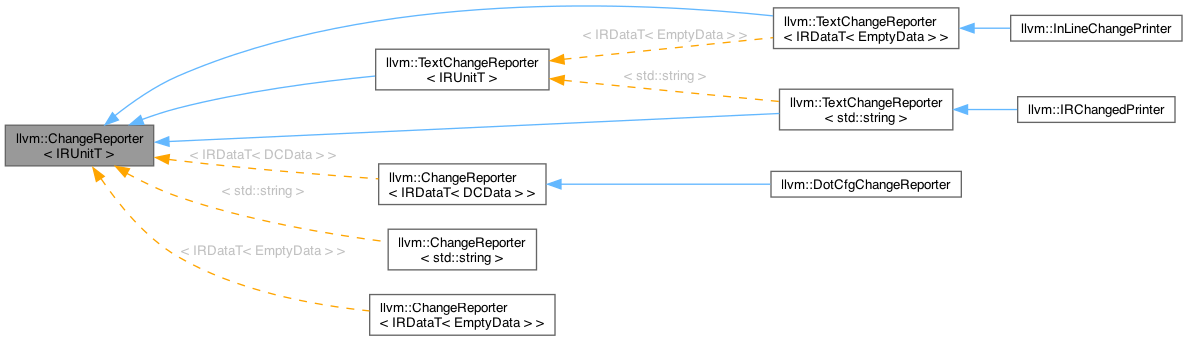 llvm::TextChangeReporter
< IRDataT< EmptyData > >
llvm::InLineChangePrinter
< IRDataT< EmptyData > >
llvm::TextChangeReporter
< IRUnitT >
< std::string >
llvm::TextChangeReporter
< std::string >
llvm::IRChangedPrinter
llvm::ChangeReporter
< IRUnitT >
< IRDataT< DCData > >
llvm::ChangeReporter
< IRDataT< DCData > >
llvm::DotCfgChangeReporter
< std::string >
llvm::ChangeReporter
< std::string >
< IRDataT< EmptyData > >
llvm::ChangeReporter
< IRDataT< EmptyData > >